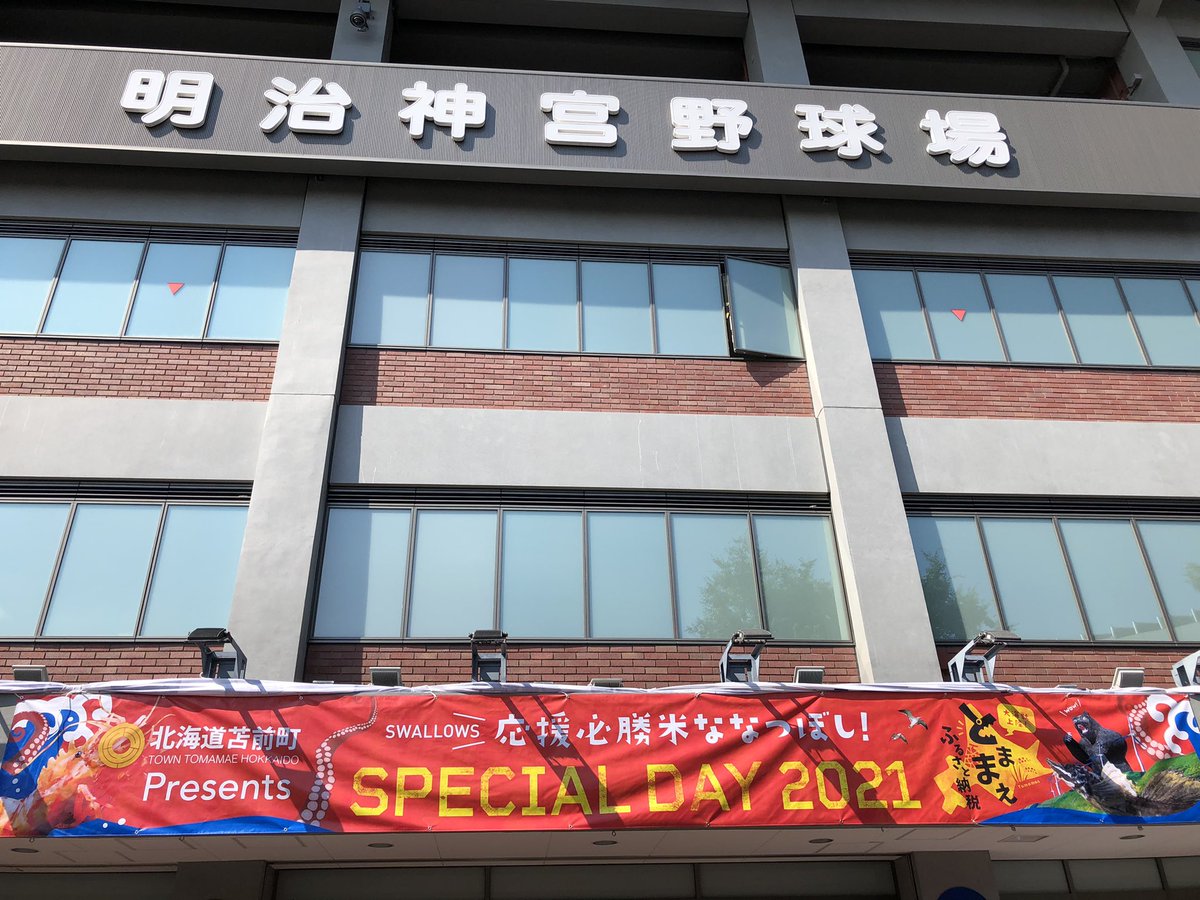 明治神宮野球場
北海道苫前町
TOWN TOMAMAE HOKKAIDO
Presents
SWALLOWS 応援必勝米ななつぼし!
SPECIAL DAY 2021
とままえ
ふるさと納税
WOW!